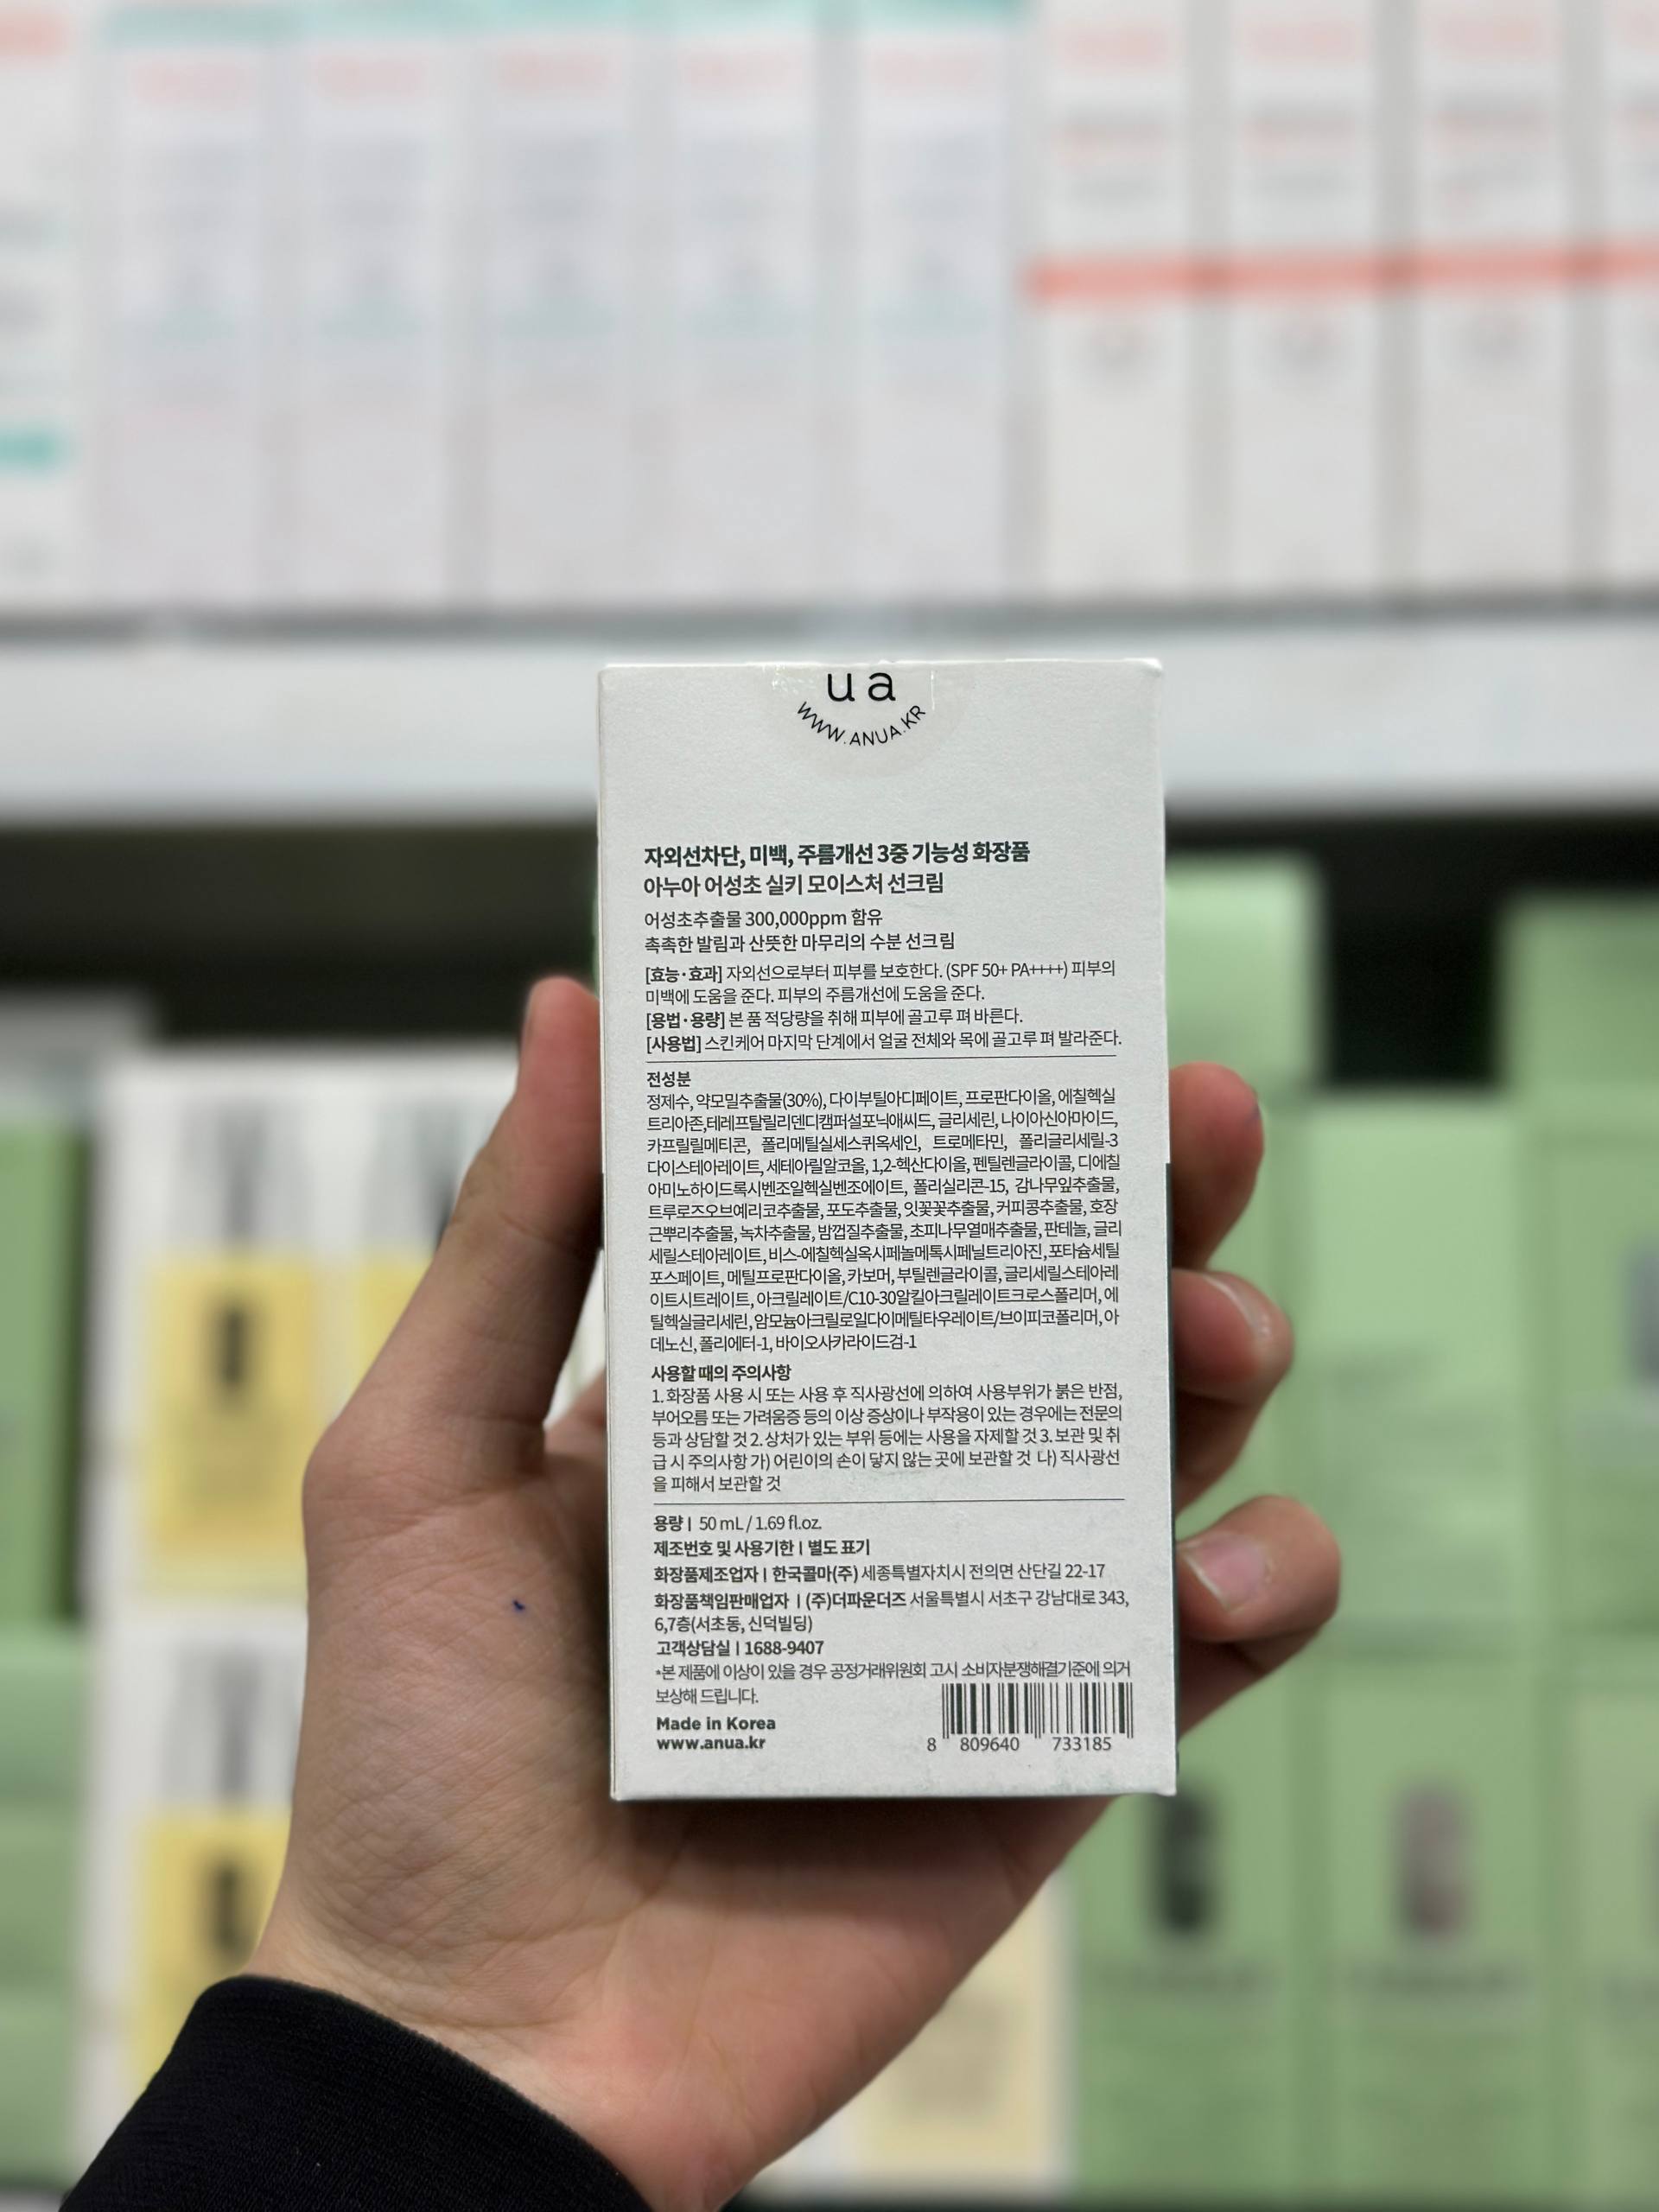 ua
WWW.ANUA.KR
자외선차단, 미백, 주름개선 3중 기능성 화장품
아누아 어성초 실키 모이스처 선크림
어성초추출물 300,000ppm 함유
촉촉한 발림과 산뜻한 마무리의 수분 선크림
[효능·효과] 자외선으로부터 피부를 보호한다. (SPF 50+ PA++++) 피부의
미백에 도움을 준다. 피부의 주름개선에 도움을 준다.
[용법·용량] 본 품 적당량을 취해 피부에 골고루 펴 바른다.
[사용법] 스킨케어 마지막 단계에서 얼굴 전체와 목에 골고루 펴 발라준다.
전성분
정제수, 약모밀추출물(30%), 다이부틸아디페이트, 프로판다이올, 에칠헥실
트리아존,테레프탈릴리덴디캠퍼설포닉애씨드, 글리세린, 나이아신아마이드,
카프릴릴메티콘, 폴리메틸실세스퀴옥세인, 트로메타민, 폴리글리세릴-3
다이스테아레이트, 세테아릴알코올, 1,2-헥산다이올, 펜틸렌글라이콜, 디에칠
아미노하이드록시벤조일헥실벤조에이트, 폴리실리콘-15, 감나무잎추출물,
트루로즈오브예리코추출물, 포도추출물, 잇꽃꽃추출물, 커피콩추출물, 호장
근뿌리추출물, 녹차추출물, 밤껍질추출물, 초피나무열매추출물, 판테놀, 글리
세릴스테아레이트, 비스-에칠헥실옥시페놀메톡시페닐트리아진, 포타슘세틸
포스페이트, 메틸프로판다이올, 카보머, 부틸렌글라이콜, 글리세릴스테아레
이트시트레이트, 아크릴레이트/C10-30알킬아크릴레이트크로스폴리머, 에
틸헥실글리세린, 암모늄아크릴로일다이메틸타우레이트/브이피코폴리머, 아
데노신, 폴리에터-1, 바이오사카라이드검-1
사용할 때의 주의사항
1. 화장품 사용 시 또는 사용 후 직사광선에 의하여 사용부위가 붉은 반점,
부어오름 또는 가려움증 등의 이상 증상이나 부작용이 있는 경우에는 전문의
등과 상담할 것 2. 상처가 있는 부위 등에는 사용을 자제할 것 3. 보관 및 취
급 시 주의사항 가) 어린이의 손이 닿지 않는 곳에 보관할 것 나) 직사광선
을 피해서 보관할 것
용량 | 50 mL / 1.69 fl.oz.
제조번호 및 사용기한 | 별도 표기
화장품제조업자 | 한국콜마(주) 세종특별자치시 전의면 산단길 22-17
화장품책임판매업자 | (주)더파운더즈 서울특별시 서초구 강남대로 343,
6,7층(서초동, 신덕빌딩)
고객상담실 | 1688-9407
*본 제품에 이상이 있을 경우 공정거래위원회 고시 소비자분쟁해결기준에 의거
보상해 드립니다.
Made in Korea
www.anua.kr
8 809640 733185